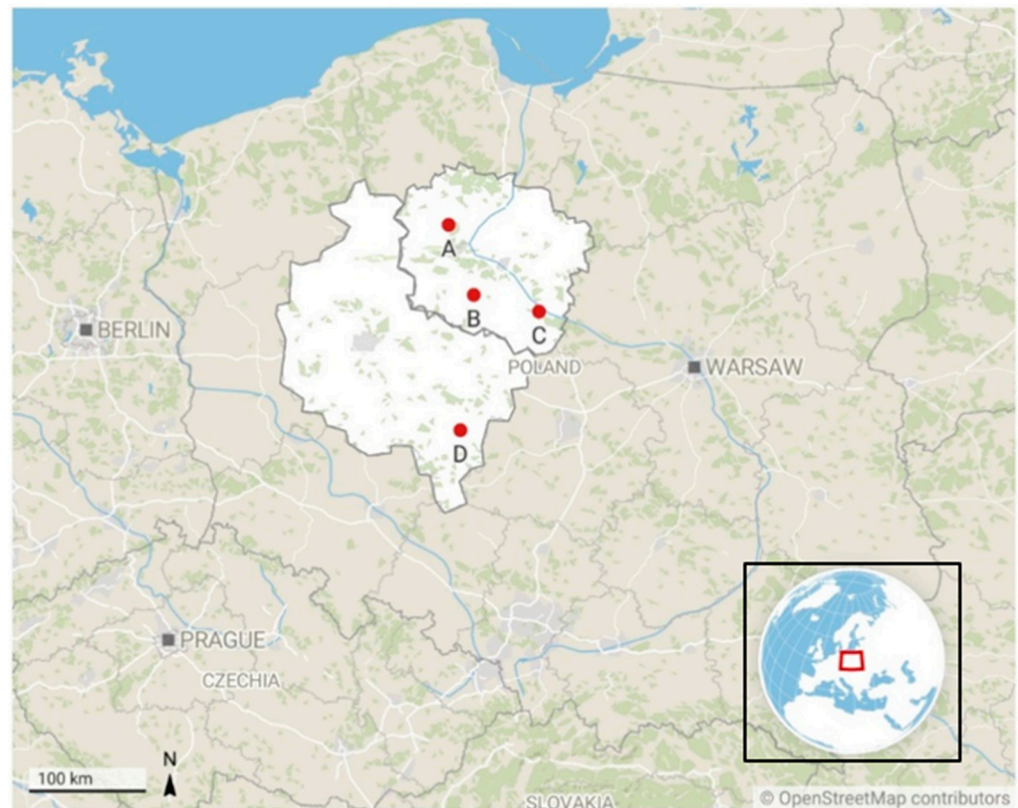 A
B
C
BERLIN
POLAND
WARSAW
D
PRAGUE
CZECHIA
N
100 km
SLOVAKIA
© OpenStreetMap contributors